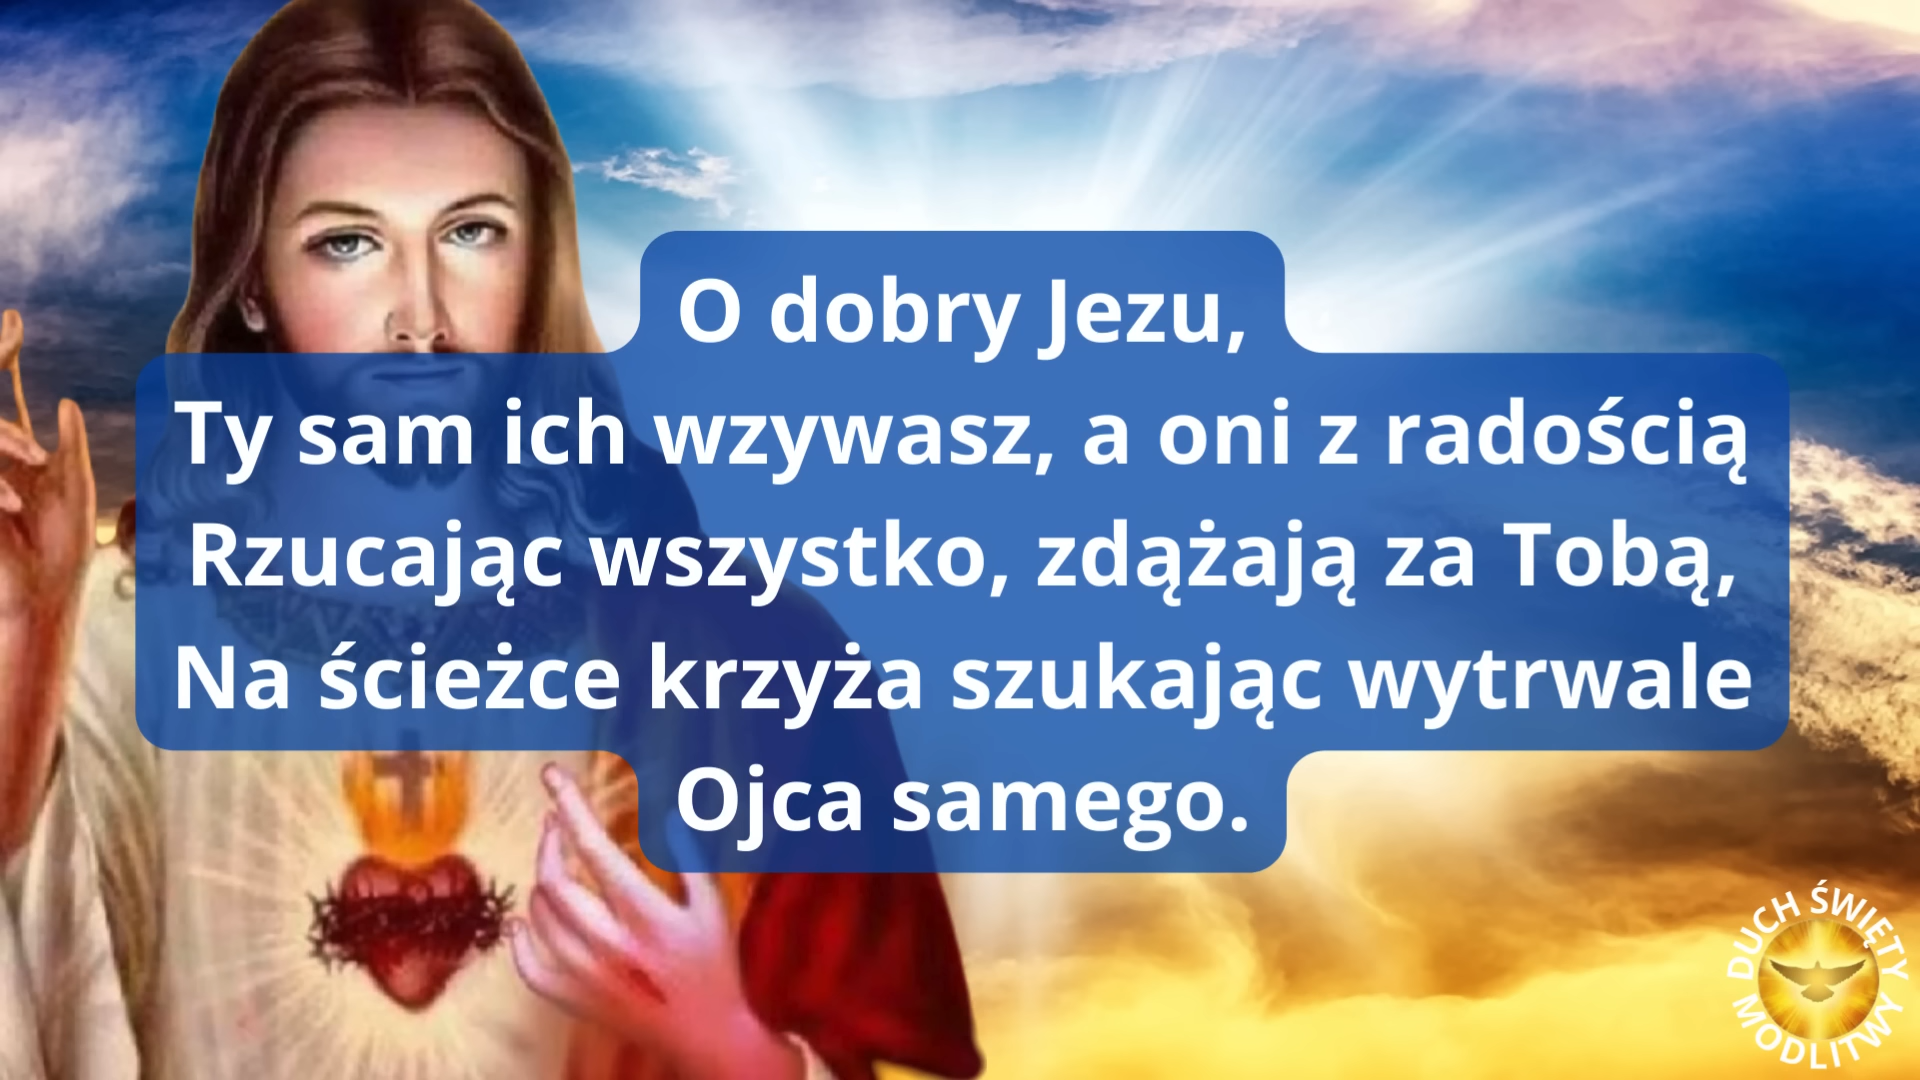 O dobry Jezu,
Ty sam ich wzywasz, a oni z radością
Rzucając wszystko, zdążają za Tobą,
Na ścieżce krzyża szukając wytrwale
Ojca samego.
DUCH ŚWIĘTY
MODLITWY